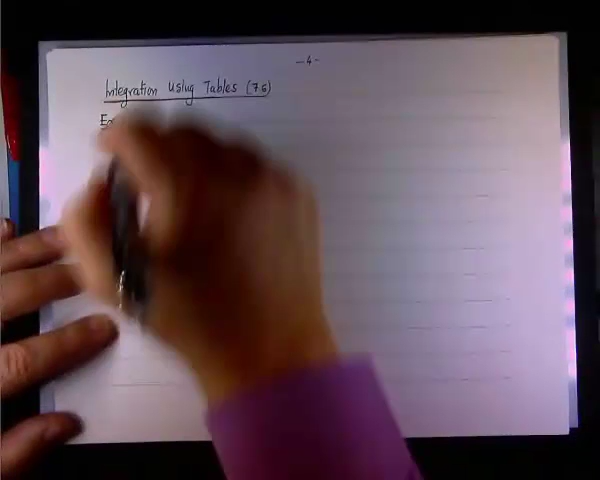 -4-
Integration Using Tables (7.6)